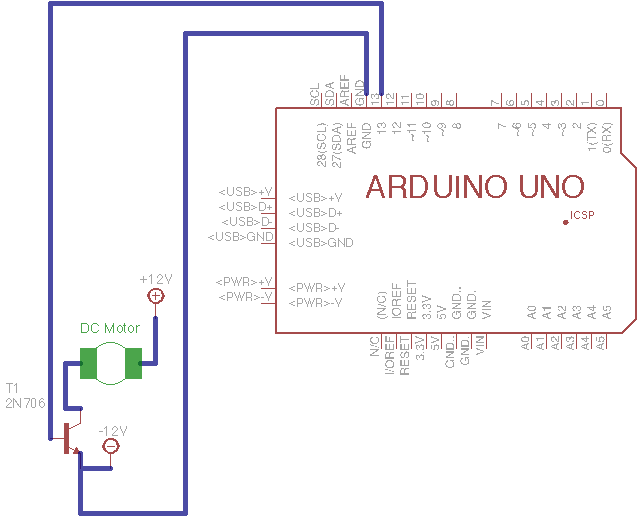 SCL
SDA
AREF
GND
13
12
11
10
9
8
7
6
5
4
3
2
1
0
28(SCL)
27(SDA)
AREF
GND
13
12
~11
~10
~9
8
7
~6
~5
4
~3
2
1(TX)
0(RX)
ARDUINO UNO
ICSP
<USB>+V <USB>+V
<USB>D+ <USB>D+
<USB>D- <USB>D-
<USB>GND <USB>GND
<PWR>+V <PWR>+V
<PWR>-V <PWR>-V
(N/C)
IOREF
RESET
3.3V
5V
GND..
GND.
VIN
A0
A1
A2
A3
A4
A5
N/C
I/OREF
RESET
3.3V
5V
GND..
GND.
VIN
A0
A1
A2
A3
A4
A5
+12V
DC Motor
T1
2N706
-12V